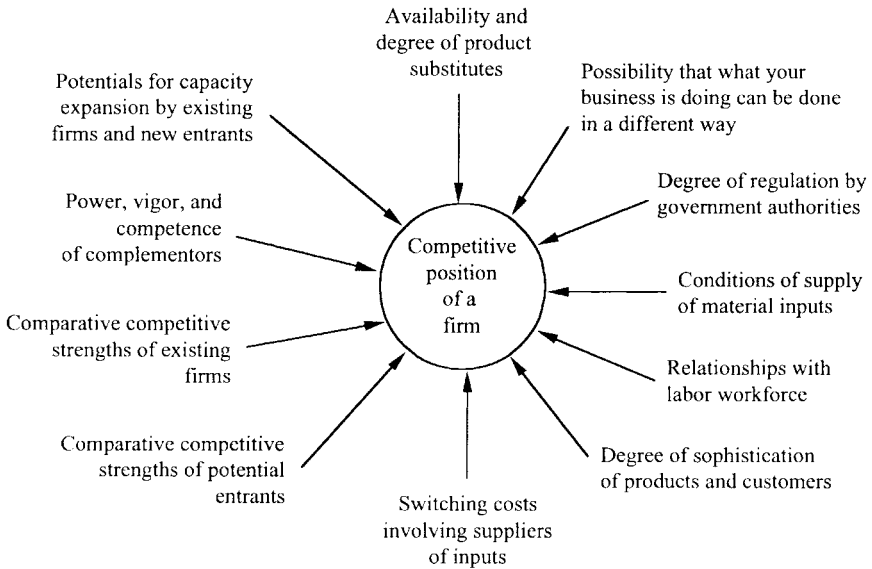 Availability and
degree of product
substitutes
Possibility that what your
business is doing can be done
in a different way
Degree of regulation by
government authorities
Conditions of supply
of material inputs
Relationships with
labor workforce
Degree of sophistication
of products and customers
Switching costs
involving suppliers
of inputs
Comparative competitive
strengths of potential
entrants
Comparative competitive
strengths of existing
firms
Power, vigor, and
competence
of complementors
Potentials for capacity
expansion by existing
firms and new entrants
Competitive
position
of a
firm